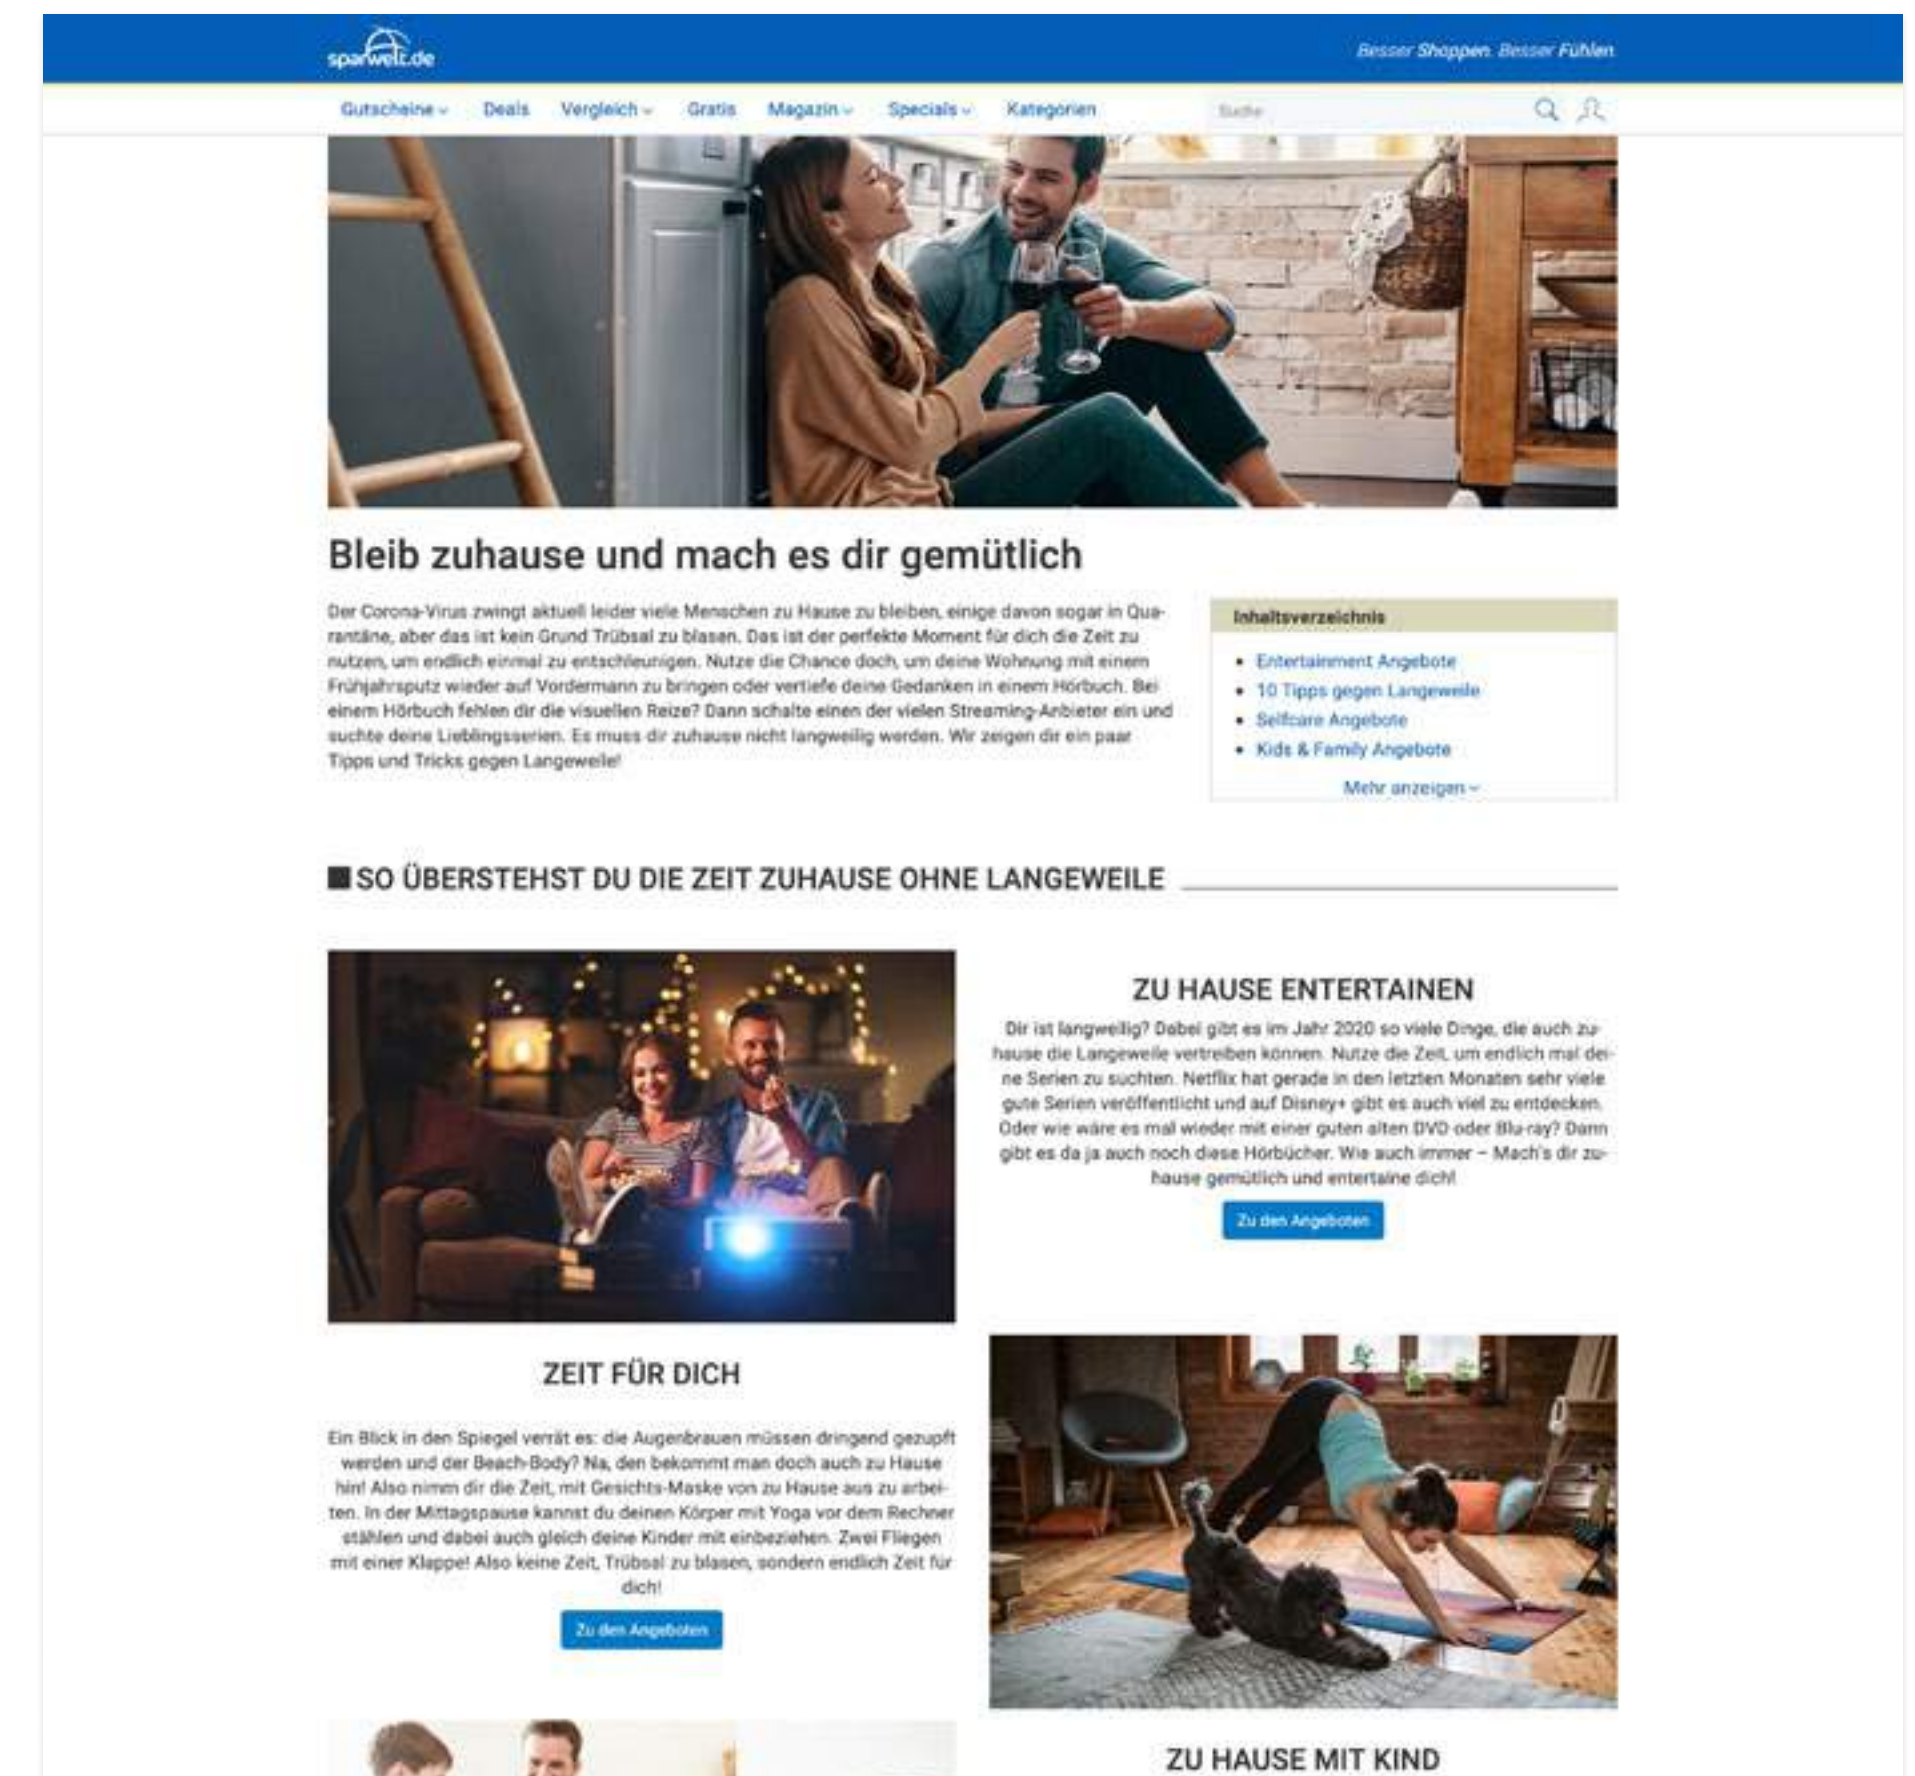 sparwelt.de
Besser Shoppen. Besser Fühlen.
Gutscheine Deals Vergleich Gratis Magazin Specials Kategorien Suche
Bleib zuhause und mach es dir gemütlich
Der Corona-Virus zwingt aktuell leider viele Menschen zu Hause zu bleiben, einige davon sogar in Qua-
rantäne, aber das ist kein Grund Trübsal zu blasen. Das ist der perfekte Moment für dich die Zeit zu
nutzen, um endlich einmal zu entschleunigen. Nutze die Chance doch, um deine Wohnung mit einem
Frühjahrsputz wieder auf Vordermann zu bringen oder vertiefe deine Gedanken in einem Hörbuch. Bei
einem Hörbuch fehlen dir die visuellen Reize? Dann schalte einen der vielen Streaming-Anbieter ein und
suchte deine Lieblingsserien. Es muss dir zuhause nicht langweilig werden. Wir zeigen dir ein paar
Tipps und Tricks gegen Langeweile!
Inhaltsverzeichnis
• Entertainment Angebote
• 10 Tipps gegen Langeweile
• Selfcare Angebote
• Kids & Family Angebote
Mehr anzeigen
SO ÜBERSTEHST DU DIE ZEIT ZUHAUSE OHNE LANGEWEILE
ZU HAUSE ENTERTAINEN
Dir ist langweilig? Dabei gibt es im Jahr 2020 so viele Dinge, die auch zu-
hause die Langeweile vertreiben können. Nutze die Zeit, um endlich mal dei-
ne Serien zu suchten. Netflix hat gerade in den letzten Monaten sehr viele
gute Serien veröffentlicht und auf Disney+ gibt es auch viel zu entdecken.
Oder wie wäre es mal wieder mit einer guten alten DVD oder Blu-ray? Dann
gibt es da ja auch noch diese Hörbücher. Wie auch immer – Mach's dir zu-
hause gemütlich und entertaine dich!
Zu den Angeboten
ZEIT FÜR DICH
Ein Blick in den Spiegel verrät es: die Augenbrauen müssen dringend gezupft
werden und der Beach-Body? Na, den bekommt man doch auch zu Hause
hin! Also nimm dir die Zeit, mit Gesichts-Maske von zu Hause aus zu arbei-
ten. In der Mittagspause kannst du deinen Körper mit Yoga vor dem Rechner
stählen und dabei auch gleich deine Kinder mit einbeziehen. Zwei Fliegen
mit einer Klappe! Also keine Zeit, Trübsal zu blasen, sondern endlich Zeit für
dich!
Zu den Angeboten
ZU HAUSE MIT KIND